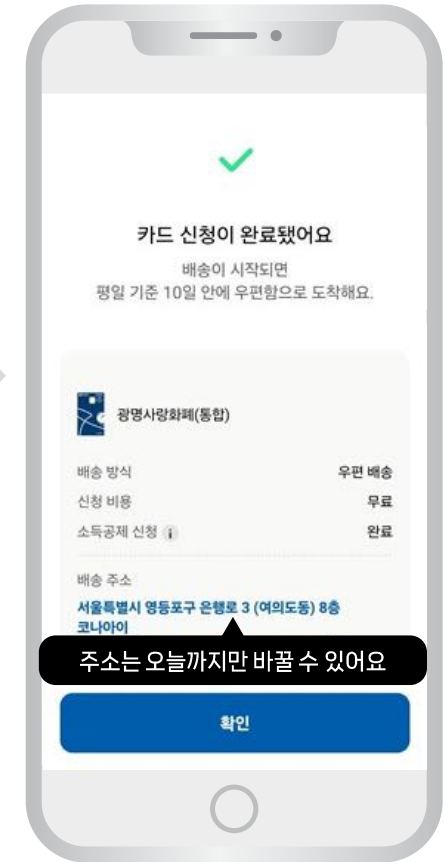 카드 신청이 완료됐어요
배송이 시작되면
평일 기준 10일 안에 우편함으로 도착해요.
광명사랑화폐(통합)
배송 방식 우편 배송
신청 비용 무료
소득공제 신청 i 완료
배송 주소
서울특별시 영등포구 은행로 3 (여의도동) 8층
코나아이
주소는 오늘까지만 바꿀 수 있어요
확인